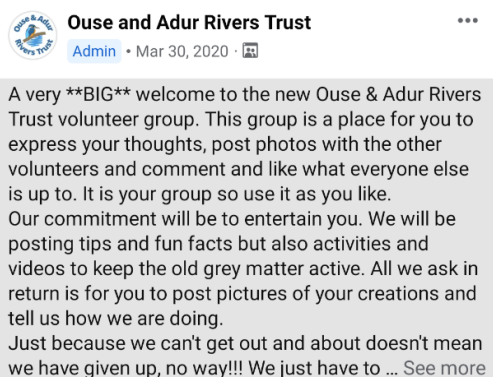 Ouse & Adur
Rivers Trust
Ouse and Adur Rivers Trust
Admin • Mar 30, 2020 ·
A very **BIG** welcome to the new Ouse & Adur Rivers
Trust volunteer group. This group is a place for you to
express your thoughts, post photos with the other
volunteers and comment and like what everyone else
is up to. It is your group so use it as you like.
Our commitment will be to entertain you. We will be
posting tips and fun facts but also activities and
videos to keep the old grey matter active. All we ask in
return is for you to post pictures of your creations and
tell us how we are doing.
Just because we can't get out and about doesn't mean
we have given up, no way!!! We just have to ... See more